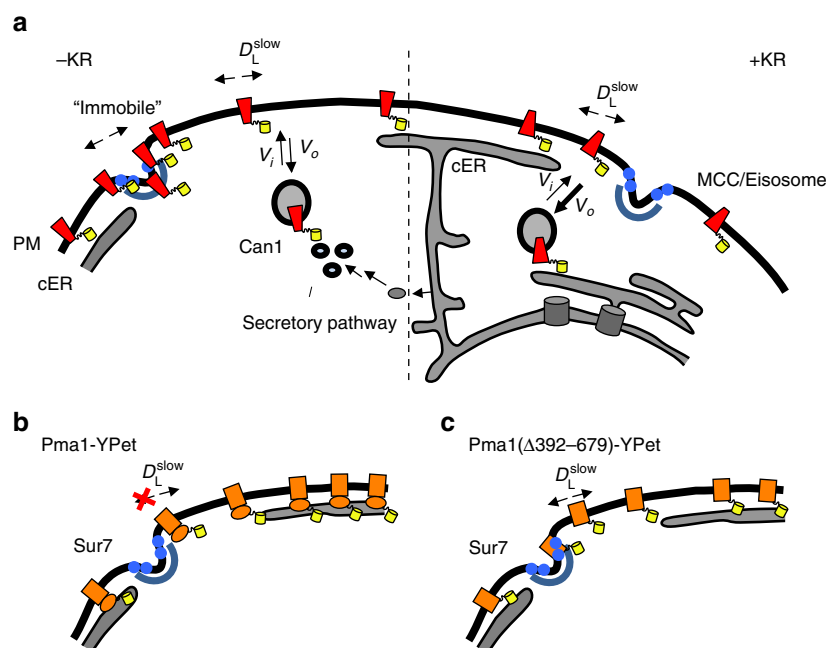 a
–KR
+KR
D_L^slow
D_L^slow
"Immobile"
V_i
V_o
cER
V_i
V_o
MCC/Eisosome
PM
Can1
cER
Secretory pathway
b
c
Pma1-YPet
Pma1(Δ392–679)-YPet
D_L^slow
D_L^slow
Sur7
Sur7